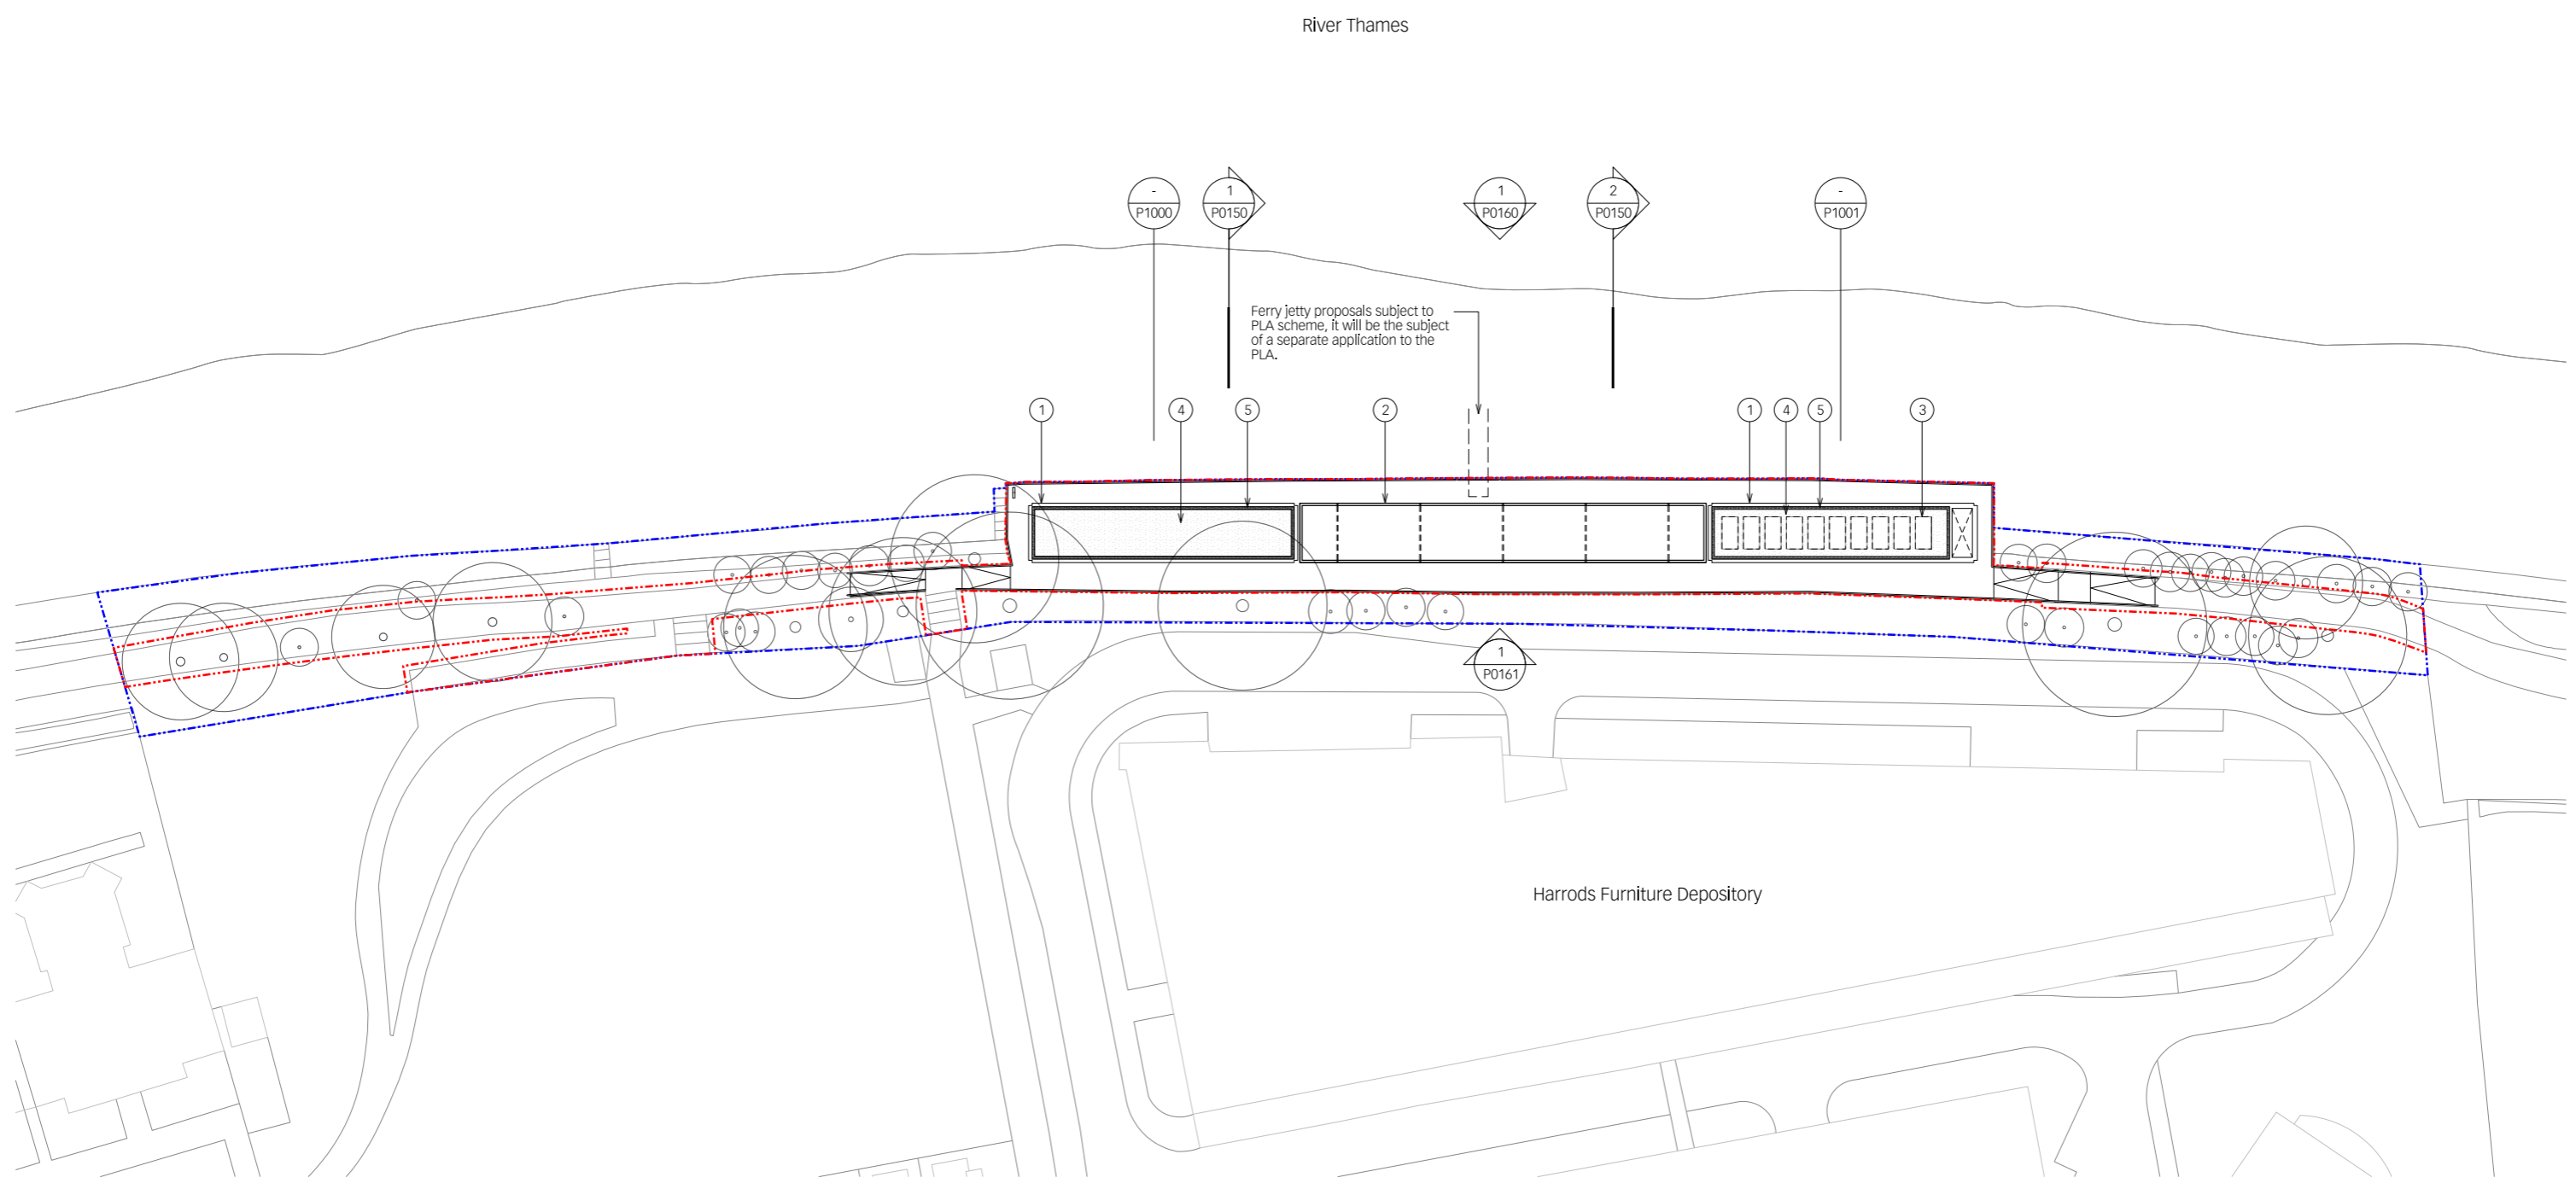 River Thames
-
P1000
1
P0150
1
P0160
2
P0150
-
P1001
Ferry jetty proposals subject to
PLA scheme, it will be the subject
of a separate application to the
PLA.
1
4
5
2
1
4
5
3
1
P0161
Harrods Furniture Depository